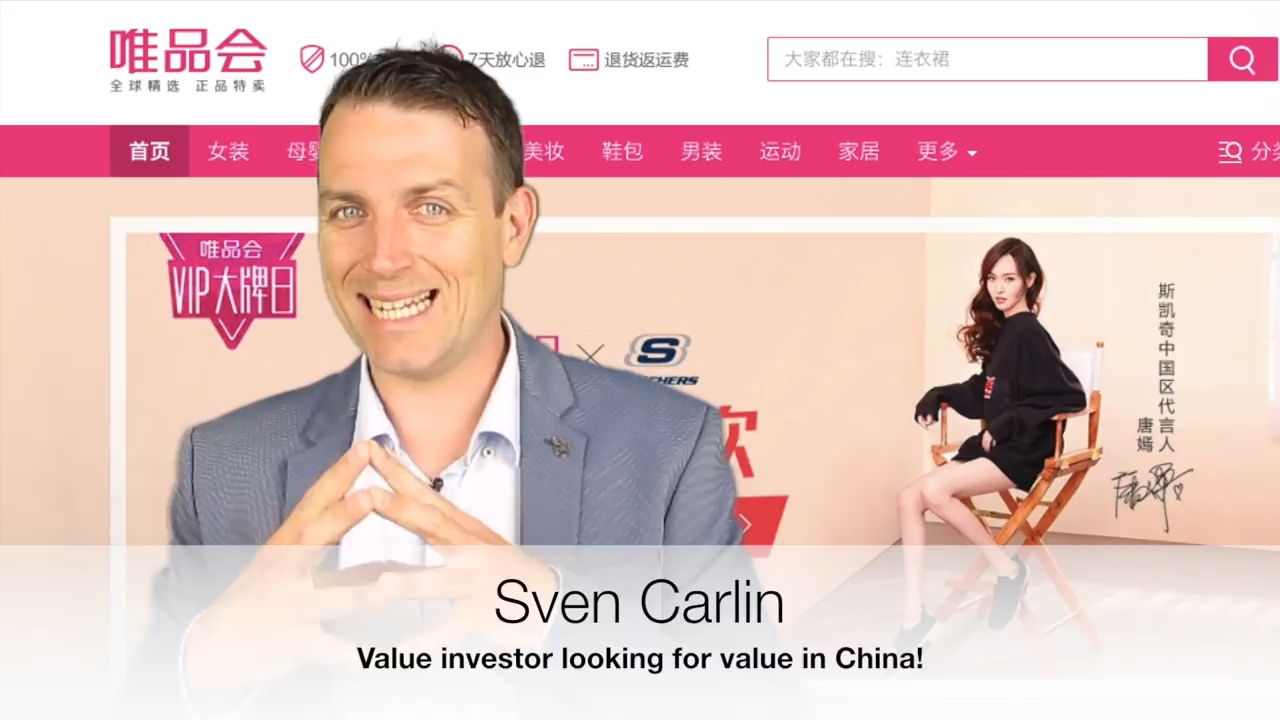 唯品会
全球精选 正品特卖
100%
7天放心退
退货返运费
大家都在搜：连衣裙
首页 女装 母婴 美妆 鞋包 男装 运动 家居 更多 分类
唯品会
VIP大牌日
S
CHERS
款
斯凯奇中国区代言人
唐嫣
Sven Carlin
Value investor looking for value in China!